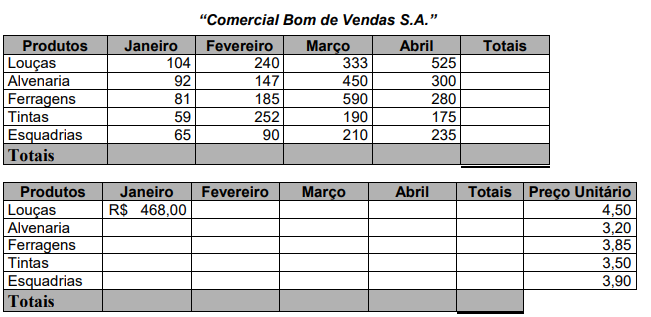 “Comercial Bom de Vendas S.A.”
Produtos Janeiro Fevereiro Março Abril Totais
Louças 104 240 333 525
Alvenaria 92 147 450 300
Ferragens 81 185 590 280
Tintas 59 252 190 175
Esquadrias 65 90 210 235
Totais
Produtos Janeiro Fevereiro Março Abril Totais Preço Unitário
Louças R$ 468,00 4,50
Alvenaria 3,20
Ferragens 3,85
Tintas 3,50
Esquadrias 3,90
Totais